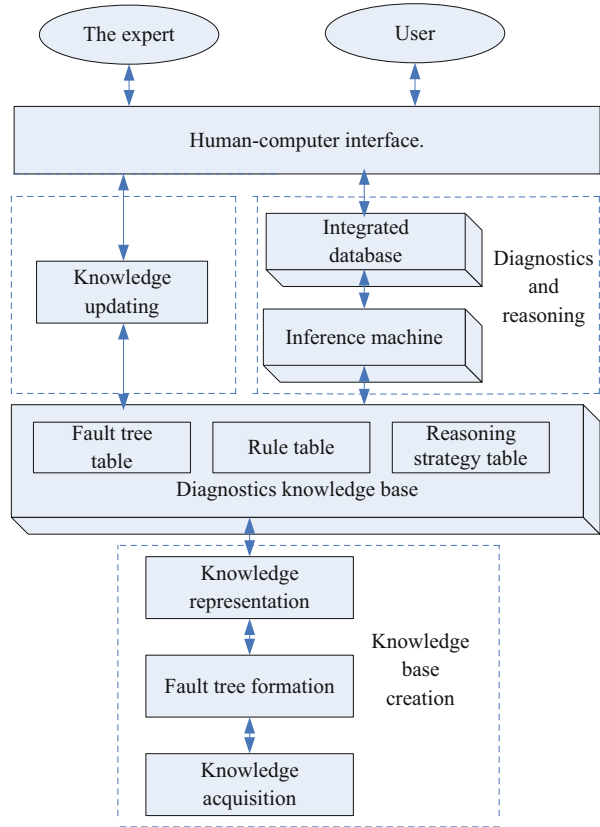 The expert
User
Human-computer interface.
Knowledge
updating
Integrated
database
Inference machine
Diagnostics
and
reasoning
Fault tree
table
Rule table
Reasoning
strategy table
Diagnostics knowledge base
Knowledge
representation
Fault tree formation
Knowledge
acquisition
Knowledge
base
creation